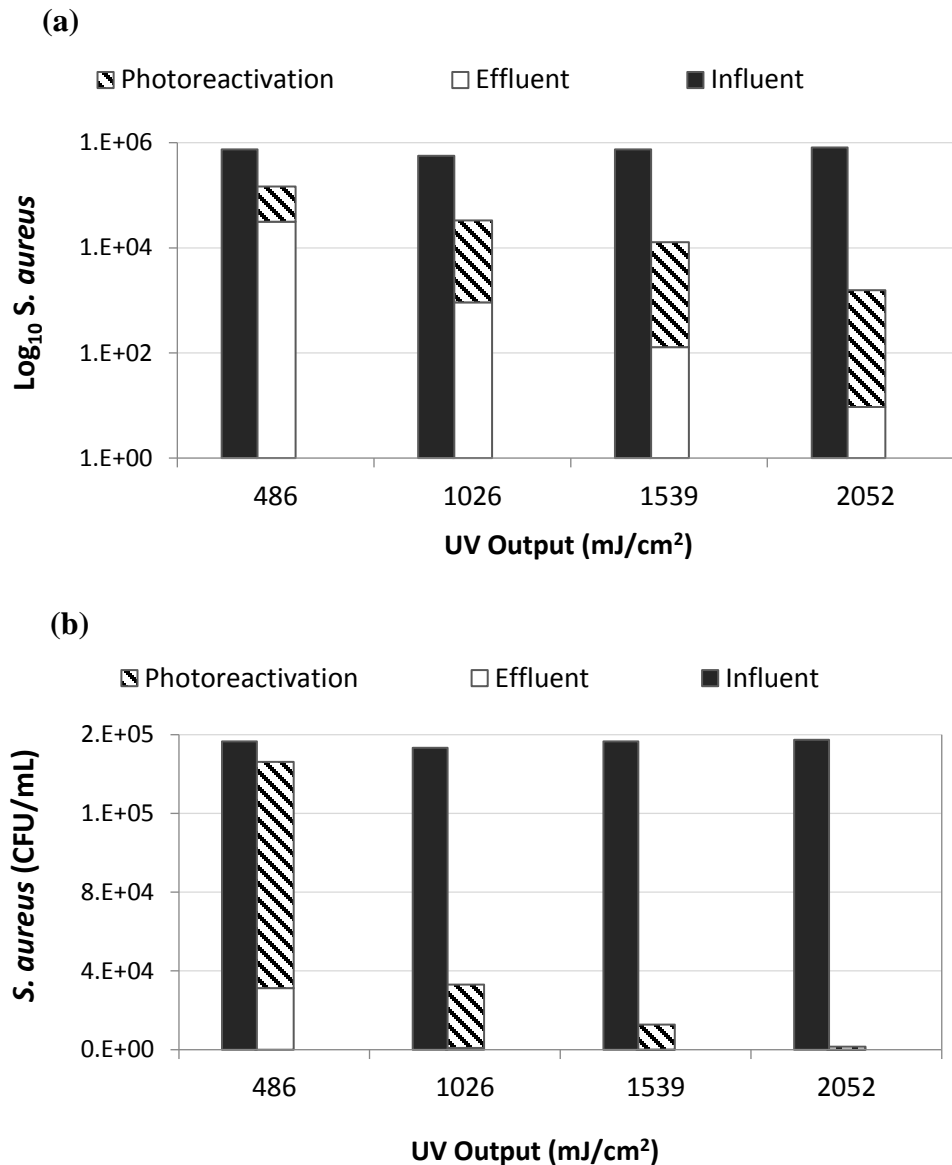 (a)
Photoreactivation Effluent Influent
1.E+06
1.E+04
1.E+02
1.E+00
Log₁₀ S. aureus
486 1026 1539 2052
UV Output (mJ/cm²)
(b)
Photoreactivation Effluent Influent
2.E+05
1.E+05
8.E+04
4.E+04
0.E+00
S. aureus (CFU/mL)
486 1026 1539 2052
UV Output (mJ/cm²)